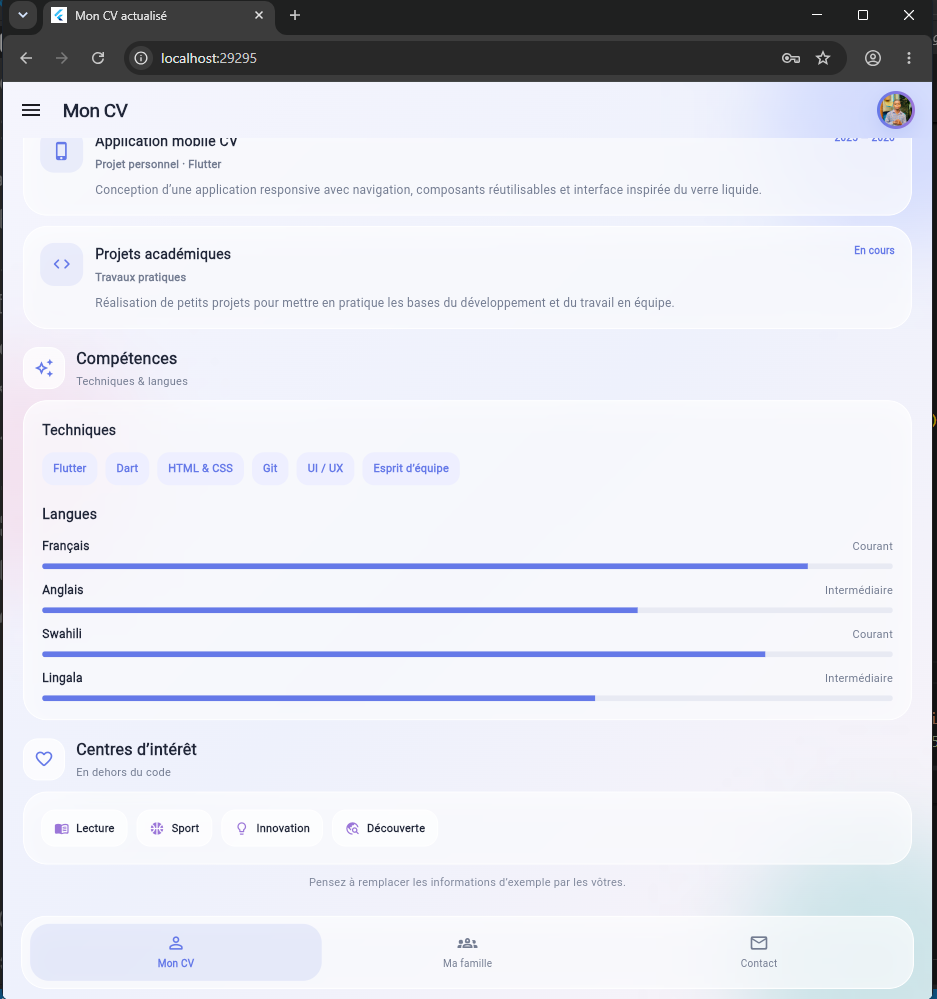 Mon CV actualisé
localhost:29295
Mon CV
Application mobile CV
2025 – 2026
Projet personnel · Flutter
Conception d’une application responsive avec navigation, composants réutilisables et interface inspirée du verre liquide.
Projets académiques
En cours
Travaux pratiques
Réalisation de petits projets pour mettre en pratique les bases du développement et du travail en équipe.
Compétences
Techniques & langues
Techniques
Flutter Dart HTML & CSS Git UI / UX Esprit d’équipe
Langues
Français Courant
Anglais Intermédiaire
Swahili Courant
Lingala Intermédiaire
Centres d’intérêt
En dehors du code
Lecture Sport Innovation Découverte
Pensez à remplacer les informations d’exemple par les vôtres.
Mon CV Ma famille Contact